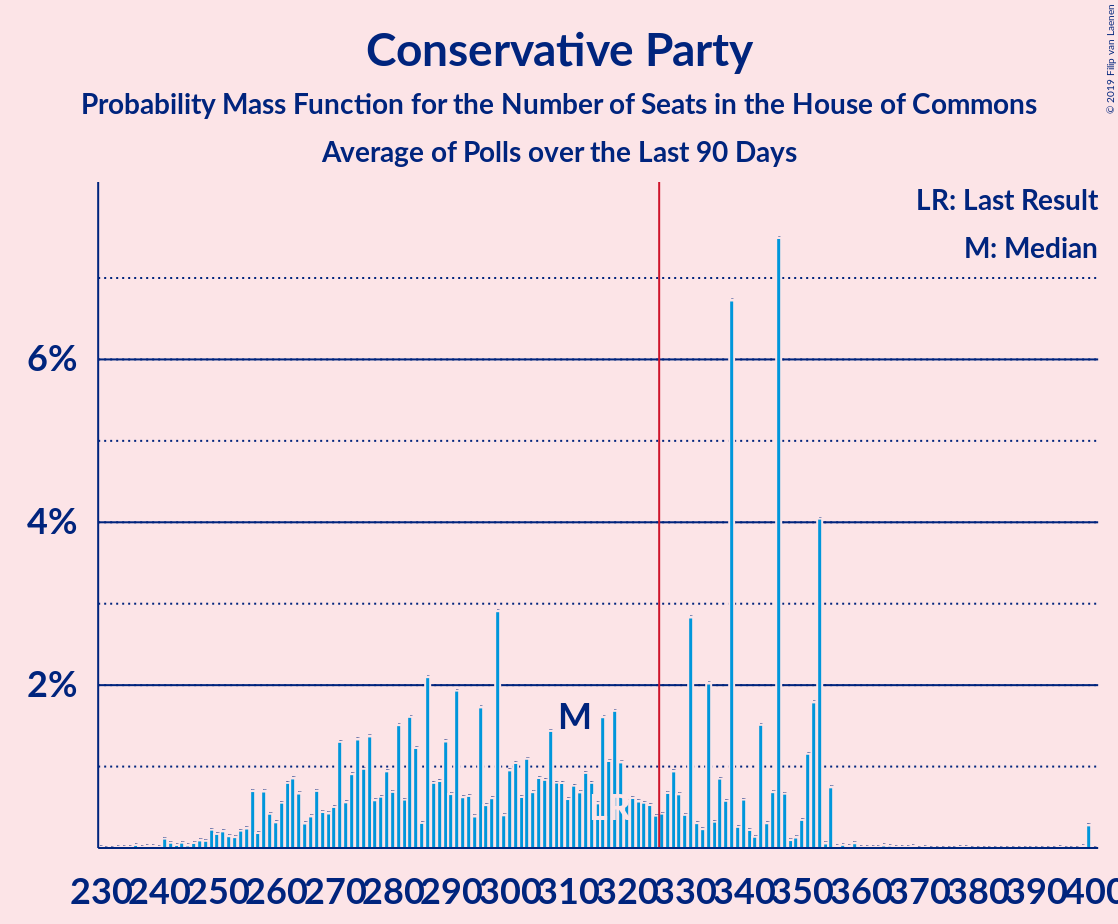 © 2019 Filip van Laenen
Conservative Party
Probability Mass Function for the Number of Seats in the House of Commons
Average of Polls over the Last 90 Days
LR: Last Result
M: Median
6%
4%
2%
M
LR
230 240 250 260 270 280 290 300 310 320 330 340 350 360 370 380 390 400